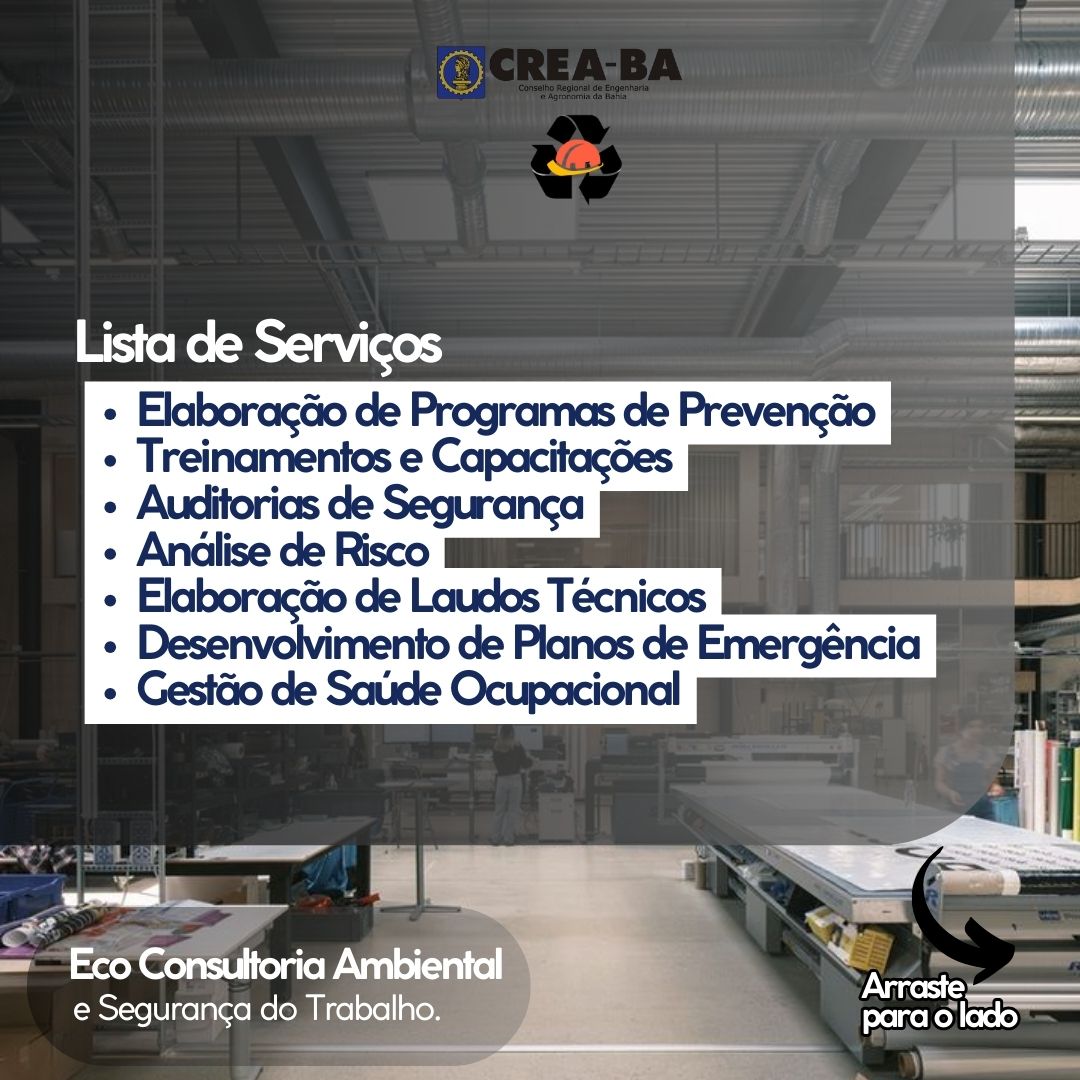 CREA-BA
Conselho Regional de Engenharia
e Agronomia da Bahia
Lista de Serviços
• Elaboração de Programas de Prevenção
• Treinamentos e Capacitações
• Auditorias de Segurança
• Análise de Risco
• Elaboração de Laudos Técnicos
• Desenvolvimento de Planos de Emergência
• Gestão de Saúde Ocupacional
Eco Consultoria Ambiental
e Segurança do Trabalho.
Arraste
para o lado